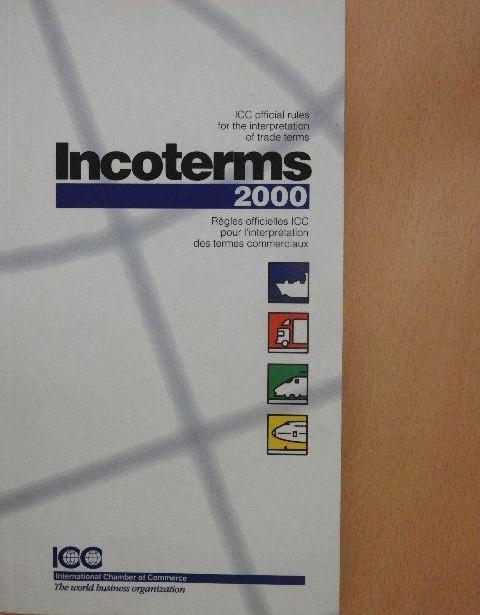 ICC official rules
for the interpretation
of trade terms
Incoterms
2000
Règles officielles ICC
pour l'interprétation
des termes commerciaux
ICC
International Chamber of Commerce
The world business organization